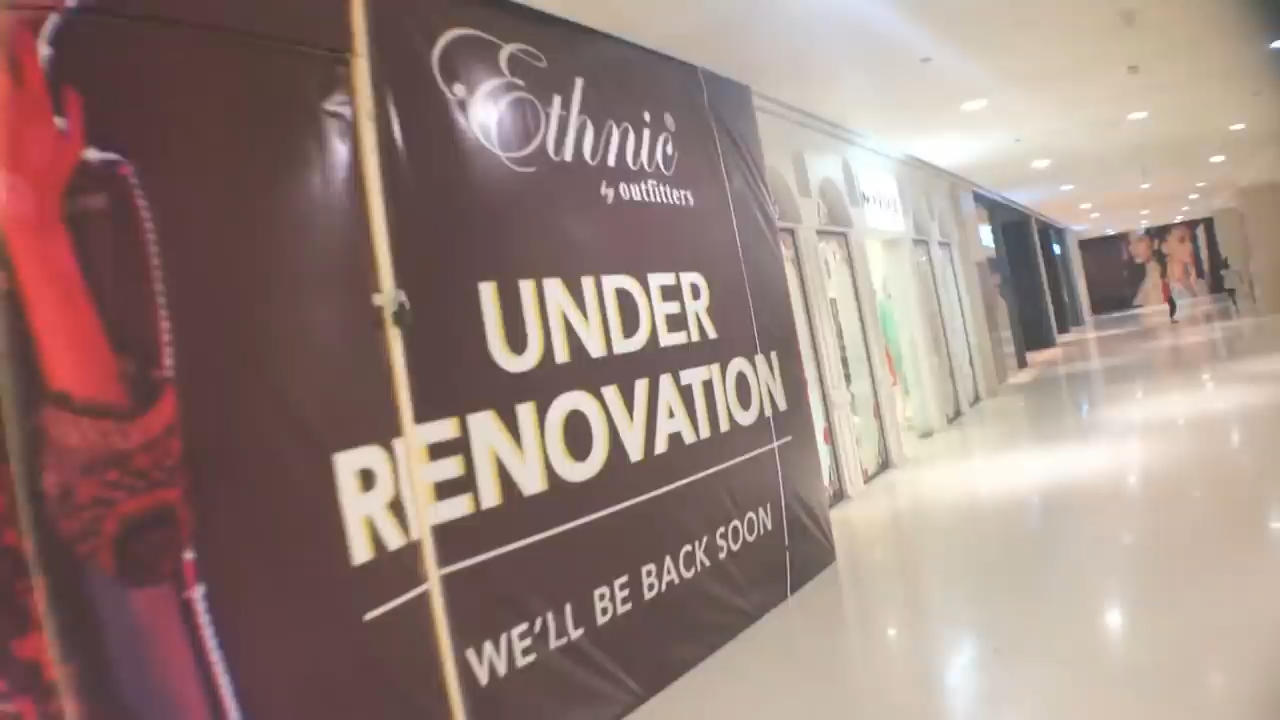 Ethnic
by outfitters
UNDER
RENOVATION
WE'LL BE BACK SOON